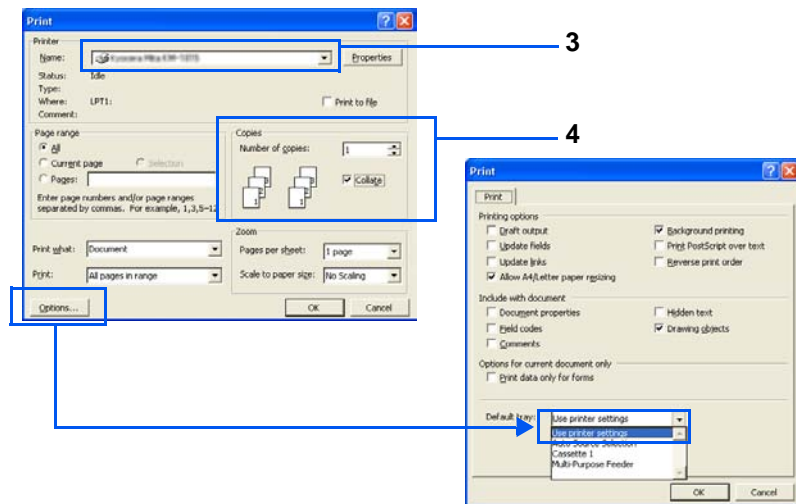 Print
Printer
Name:
Properties
Status: Idle
Type:
Where: LPT1:
Comment:
Print to file
3
Page range
All
Current page
Selection
Pages:
Enter page numbers and/or page ranges
separated by commas. For example, 1,3,5–12
Copies
Number of copies: 1
Collate
4
Print what: Document
Print: All pages in range
Zoom
Pages per sheet: 1 page
Scale to paper size: No Scaling
Options...
OK
Cancel
Print
Print
Printing options
Draft output
Update fields
Update links
Allow A4/Letter paper resizing
Background printing
Print PostScript over text
Reverse print order
Include with document
Document properties
Field codes
Comments
Hidden text
Drawing objects
Options for current document only
Print data only for forms
Default tray: Use printer settings
Use printer settings
Auto Source Selection
Cassette 1
Multi-Purpose Feeder
OK
Cancel